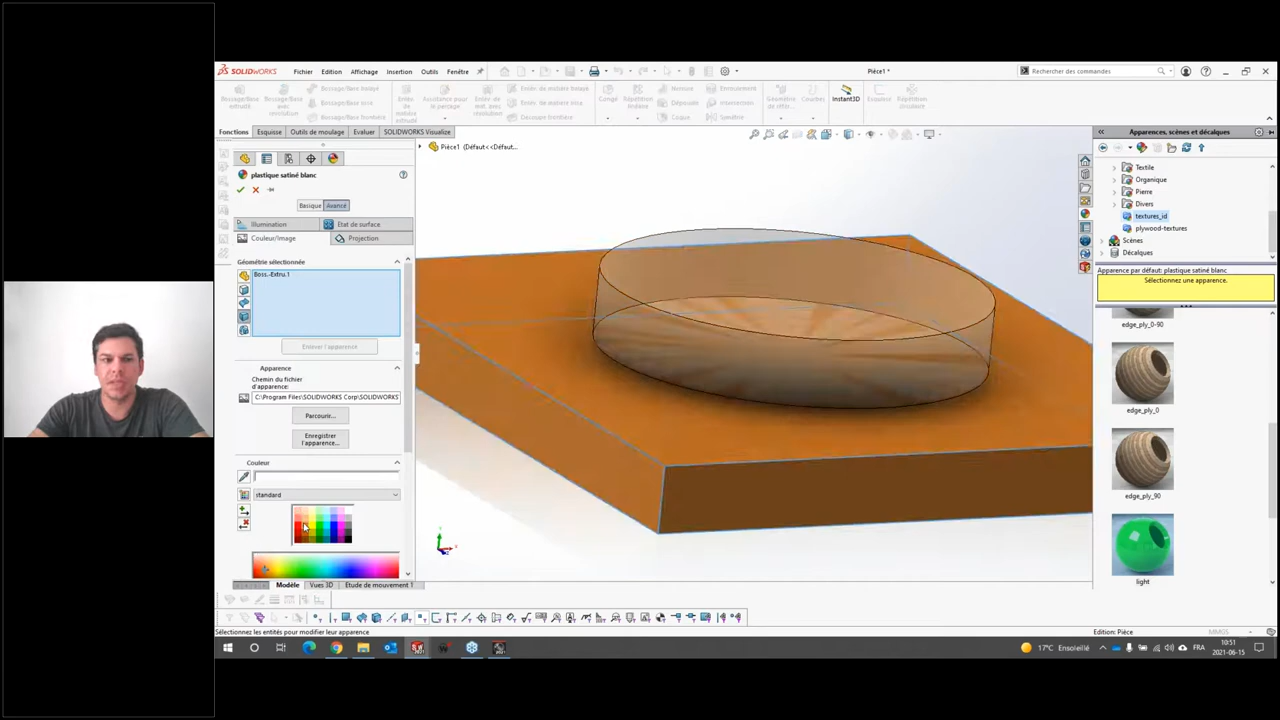 SOLIDWORKS
Fichier Edition Affichage Insertion Outils Fenêtre
Pièce1 *
Rechercher des commandes
Instant3D
Fonctions Esquisse Outils de moulage Evaluer SOLIDWORKS Visualize
Pièce1 (Défaut<<Défaut...
plastique satiné blanc
Basique Avancé
Illumination Etat de surface
Couleur/Image Projection
Géométrie sélectionnée
Boss.-Extru.1
Enlever l'apparence
Apparence
Chemin du fichier
d'apparence:
C:\Program Files\SOLIDWORKS Corp\SOLIDWORKS
Parcourir...
Enregistrer
l'apparence...
Couleur
standard
Apparences, scènes et décalques
Textile
Organique
Pierre
Divers
textures_id
plywood-textures
Scènes
Décalques
Apparence par défaut: plastique satiné blanc
Sélectionnez une apparence.
edge_ply_0-90
edge_ply_0
edge_ply_90
light
Modèle Vues 3D Etude de mouvement 1
Sélectionnez les entités pour modifier leur apparence
Edition: Pièce
MMGS
17°C Ensoleillé
FRA
10:51
2021-06-15